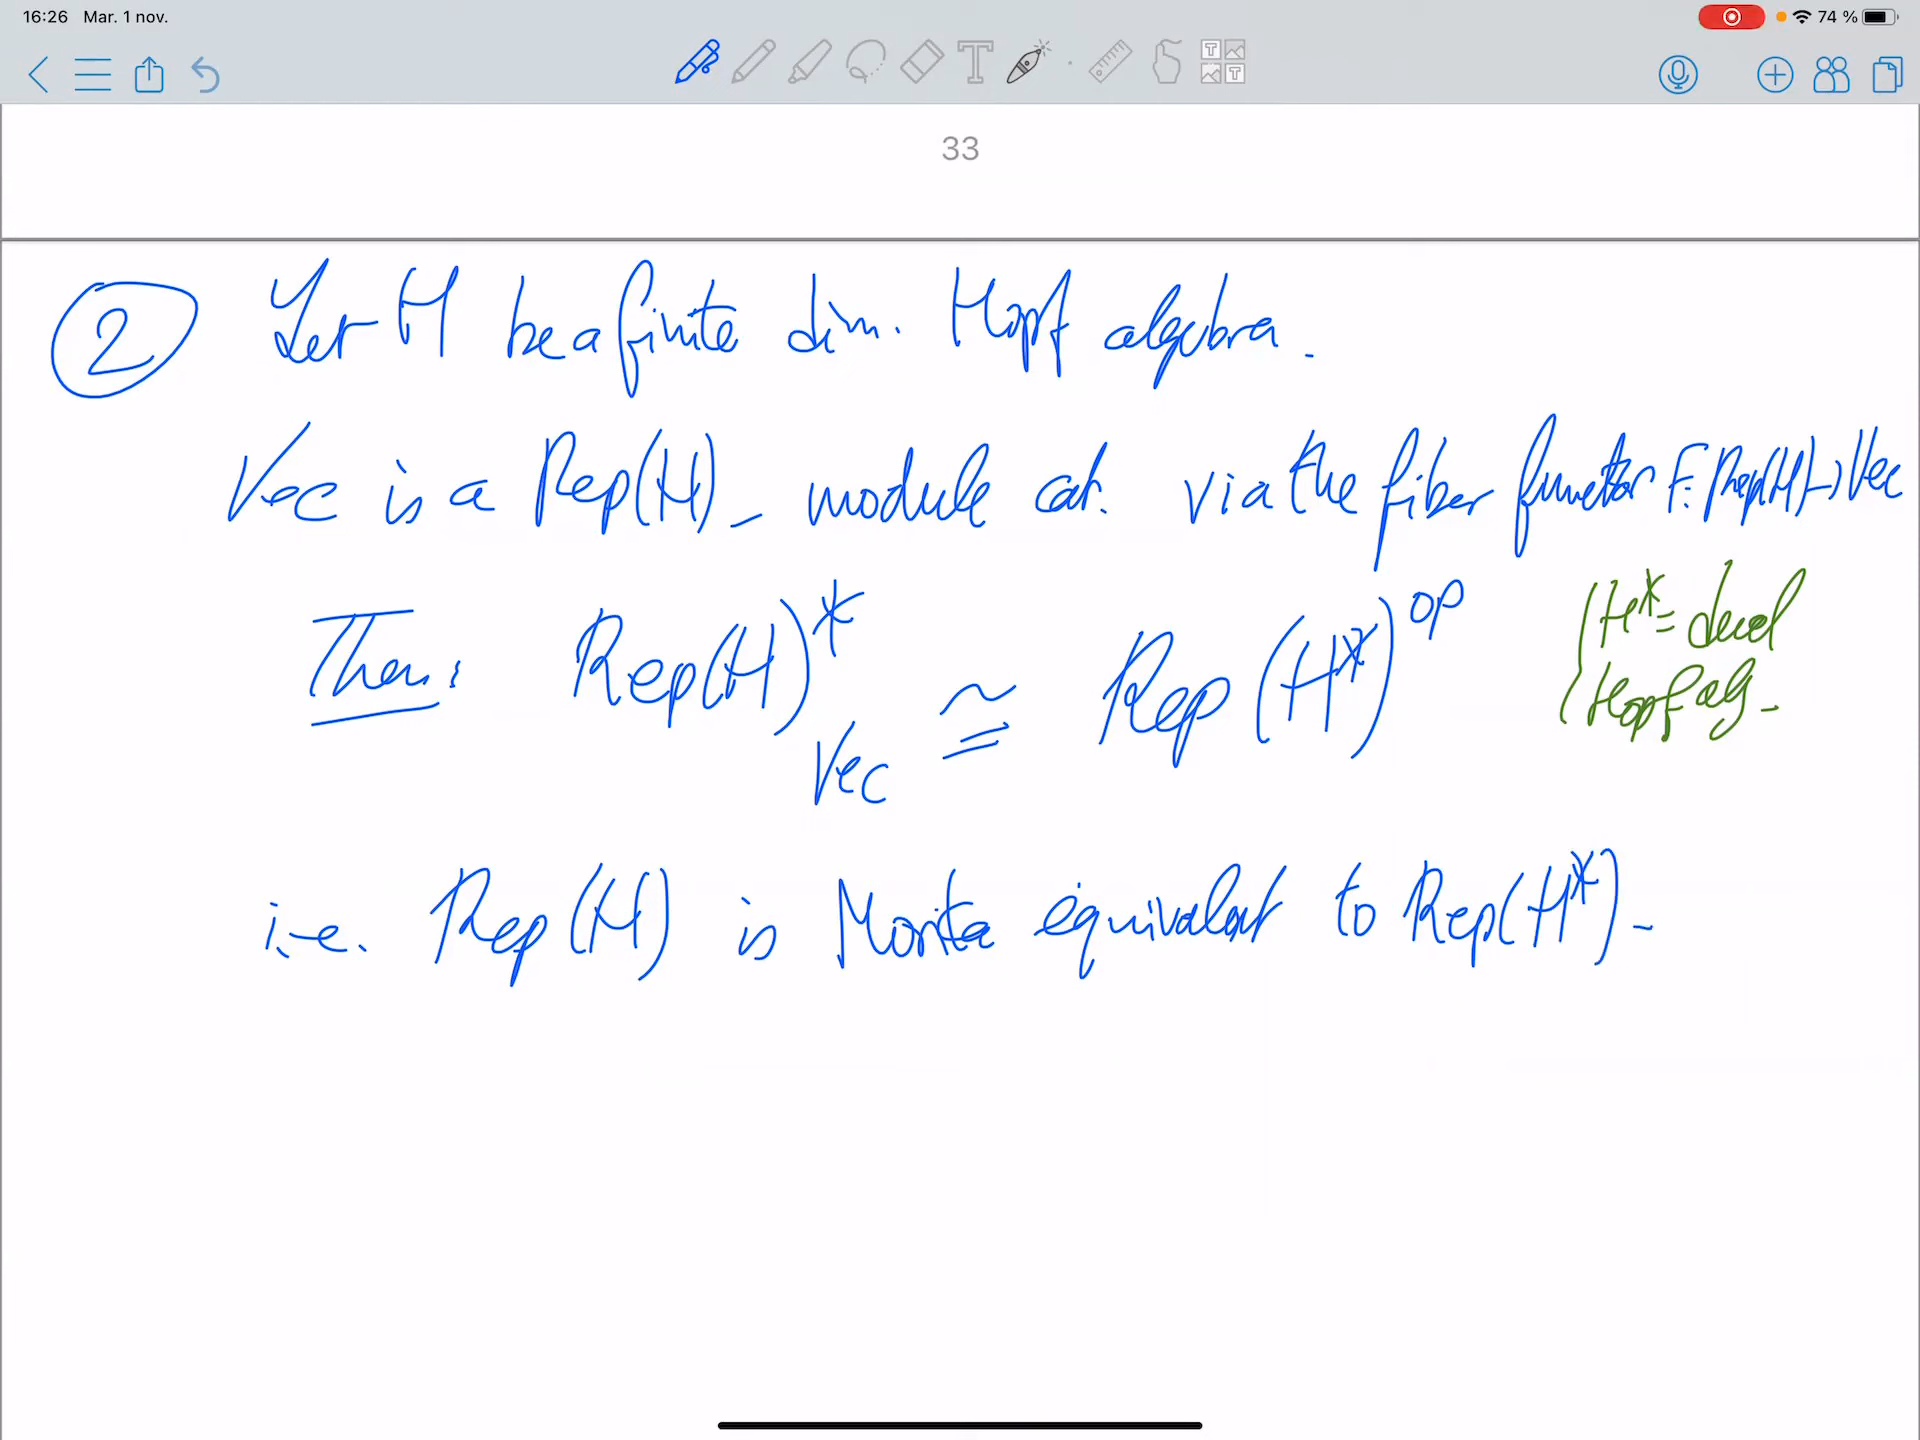 16:26 Mar. 1 nov. 74 %
33
② Let H be a finite dim. Hopf algebra.
Vec is a Rep(H)- module cat. via the fiber functor F: Rep(H)→Vec
Then: Rep(H)*_Vec ≅ Rep(H*)^op (H* = dual
Hopf alg.
i.e. Rep(H) is Morita equivalent to Rep(H*).